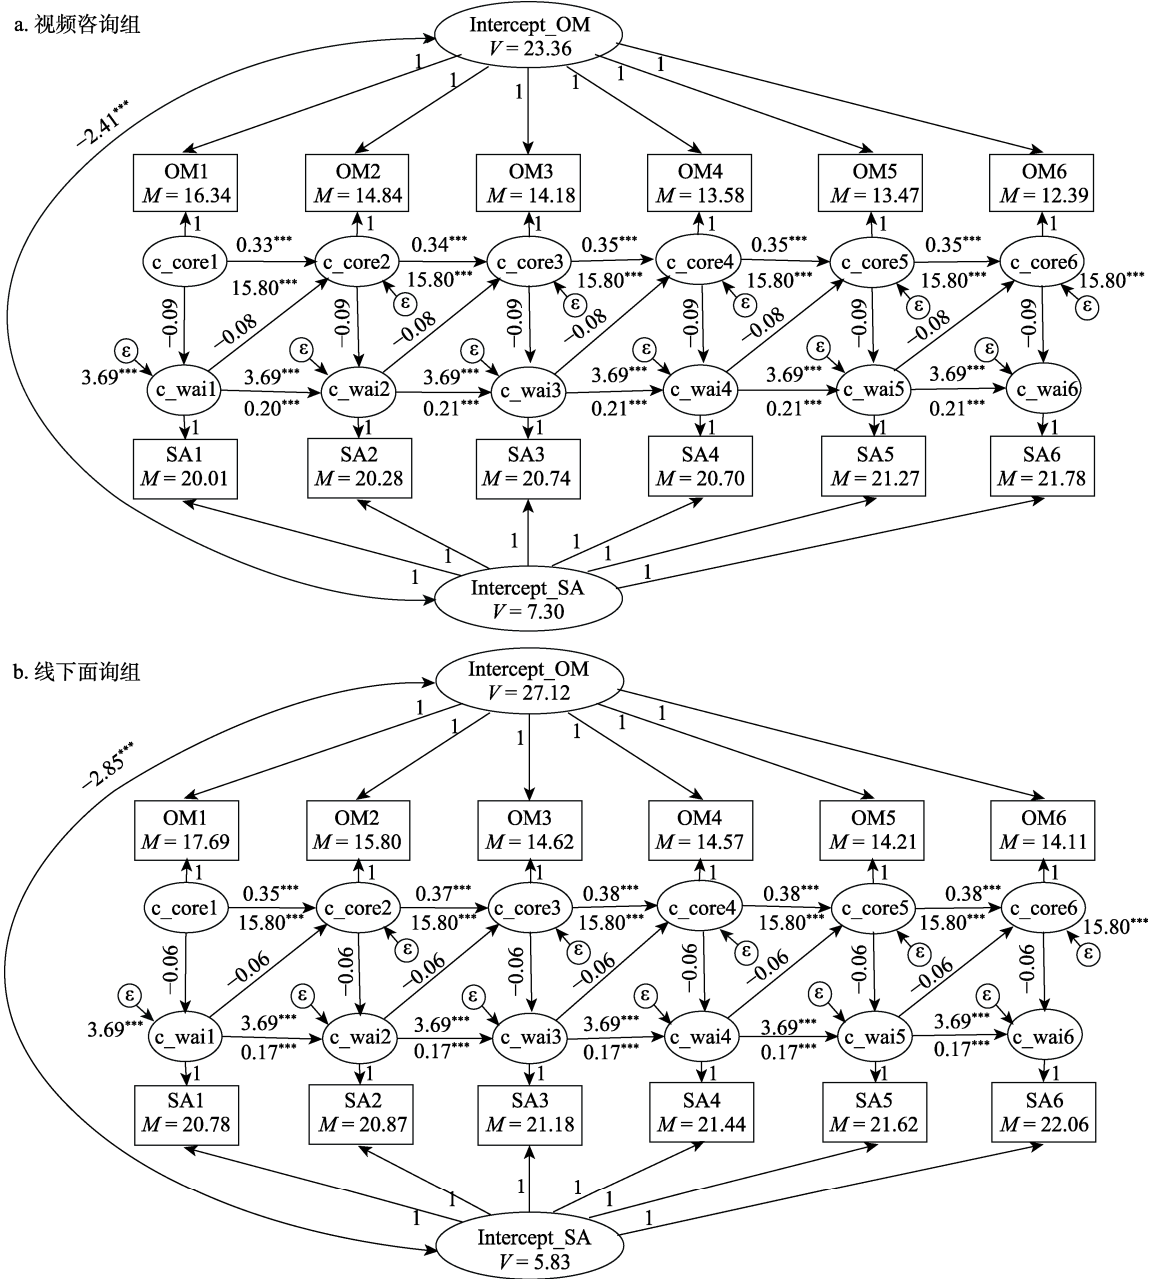 a. 视频咨询组
Intercept_OM
V = 23.36
1 1 1 1 1 1
−2.41***
OM1 OM2 OM3 OM4 OM5 OM6
M = 16.34 M = 14.84 M = 14.18 M = 13.58 M = 13.47 M = 12.39
1 1 1 1 1 1
0.33*** 0.34*** 0.35*** 0.35*** 0.35***
c_core1 c_core2 c_core3 c_core4 c_core5 c_core6
15.80*** 15.80*** 15.80*** 15.80*** 15.80*** 15.80***
ε ε ε ε ε
−0.09 −0.08 −0.09 −0.08 −0.09 −0.08 −0.09 −0.08 −0.09 −0.08 −0.09
ε ε ε ε ε ε
3.69*** 3.69*** 3.69*** 3.69*** 3.69*** 3.69***
c_wai1 c_wai2 c_wai3 c_wai4 c_wai5 c_wai6
0.20*** 0.21*** 0.21*** 0.21*** 0.21***
1 1 1 1 1 1
SA1 SA2 SA3 SA4 SA5 SA6
M = 20.01 M = 20.28 M = 20.74 M = 20.70 M = 21.27 M = 21.78
1 1 1 1 1 1
Intercept_SA
V = 7.30
b. 线下面询组
Intercept_OM
V = 27.12
1 1 1 1 1 1
−2.85***
OM1 OM2 OM3 OM4 OM5 OM6
M = 17.69 M = 15.80 M = 14.62 M = 14.57 M = 14.21 M = 14.11
1 1 1 1 1 1
0.35*** 0.37*** 0.38*** 0.38*** 0.38***
c_core1 c_core2 c_core3 c_core4 c_core5 c_core6
15.80*** 15.80*** 15.80*** 15.80*** 15.80*** 15.80***
ε ε ε ε ε
−0.06 −0.06 −0.06 −0.06 −0.06 −0.06 −0.06 −0.06 −0.06 −0.06 −0.06
ε ε ε ε ε ε
3.69*** 3.69*** 3.69*** 3.69*** 3.69*** 3.69***
c_wai1 c_wai2 c_wai3 c_wai4 c_wai5 c_wai6
0.17*** 0.17*** 0.17*** 0.17*** 0.17***
1 1 1 1 1 1
SA1 SA2 SA3 SA4 SA5 SA6
M = 20.78 M = 20.87 M = 21.18 M = 21.44 M = 21.62 M = 22.06
1 1 1 1 1 1
Intercept_SA
V = 5.83